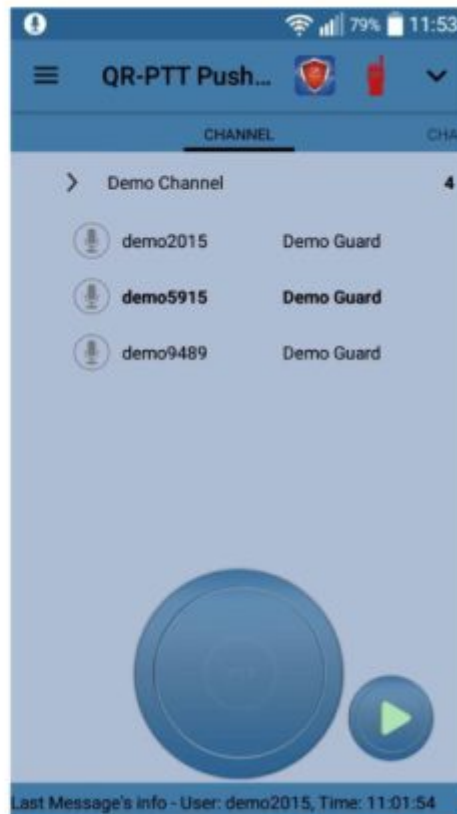 79% 11:53
QR-PTT Push...
CHANNEL CHA
Demo Channel 4
demo2015 Demo Guard
demo5915 Demo Guard
demo9489 Demo Guard
Last Message's info - User: demo2015, Time: 11:01:54